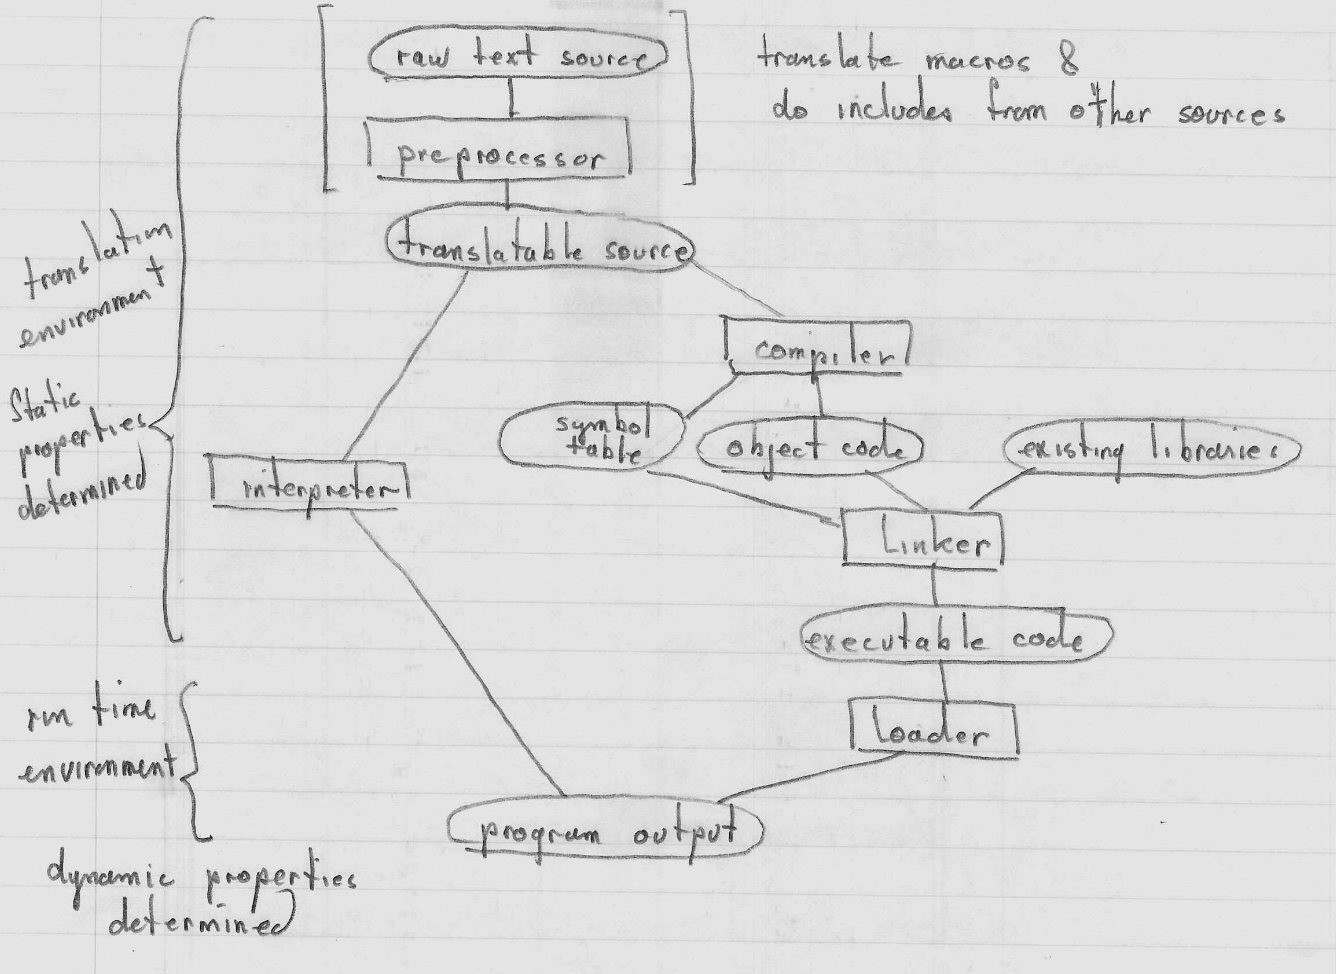 raw text source
translate macros &
do includes from other sources
preprocessor
translatable source
translation
environment
compiler
Static
properties
determined
symbol
table
object code
existing libraries
interpreter
Linker
executable code
run time
environment
Loader
program output
dynamic properties
determined